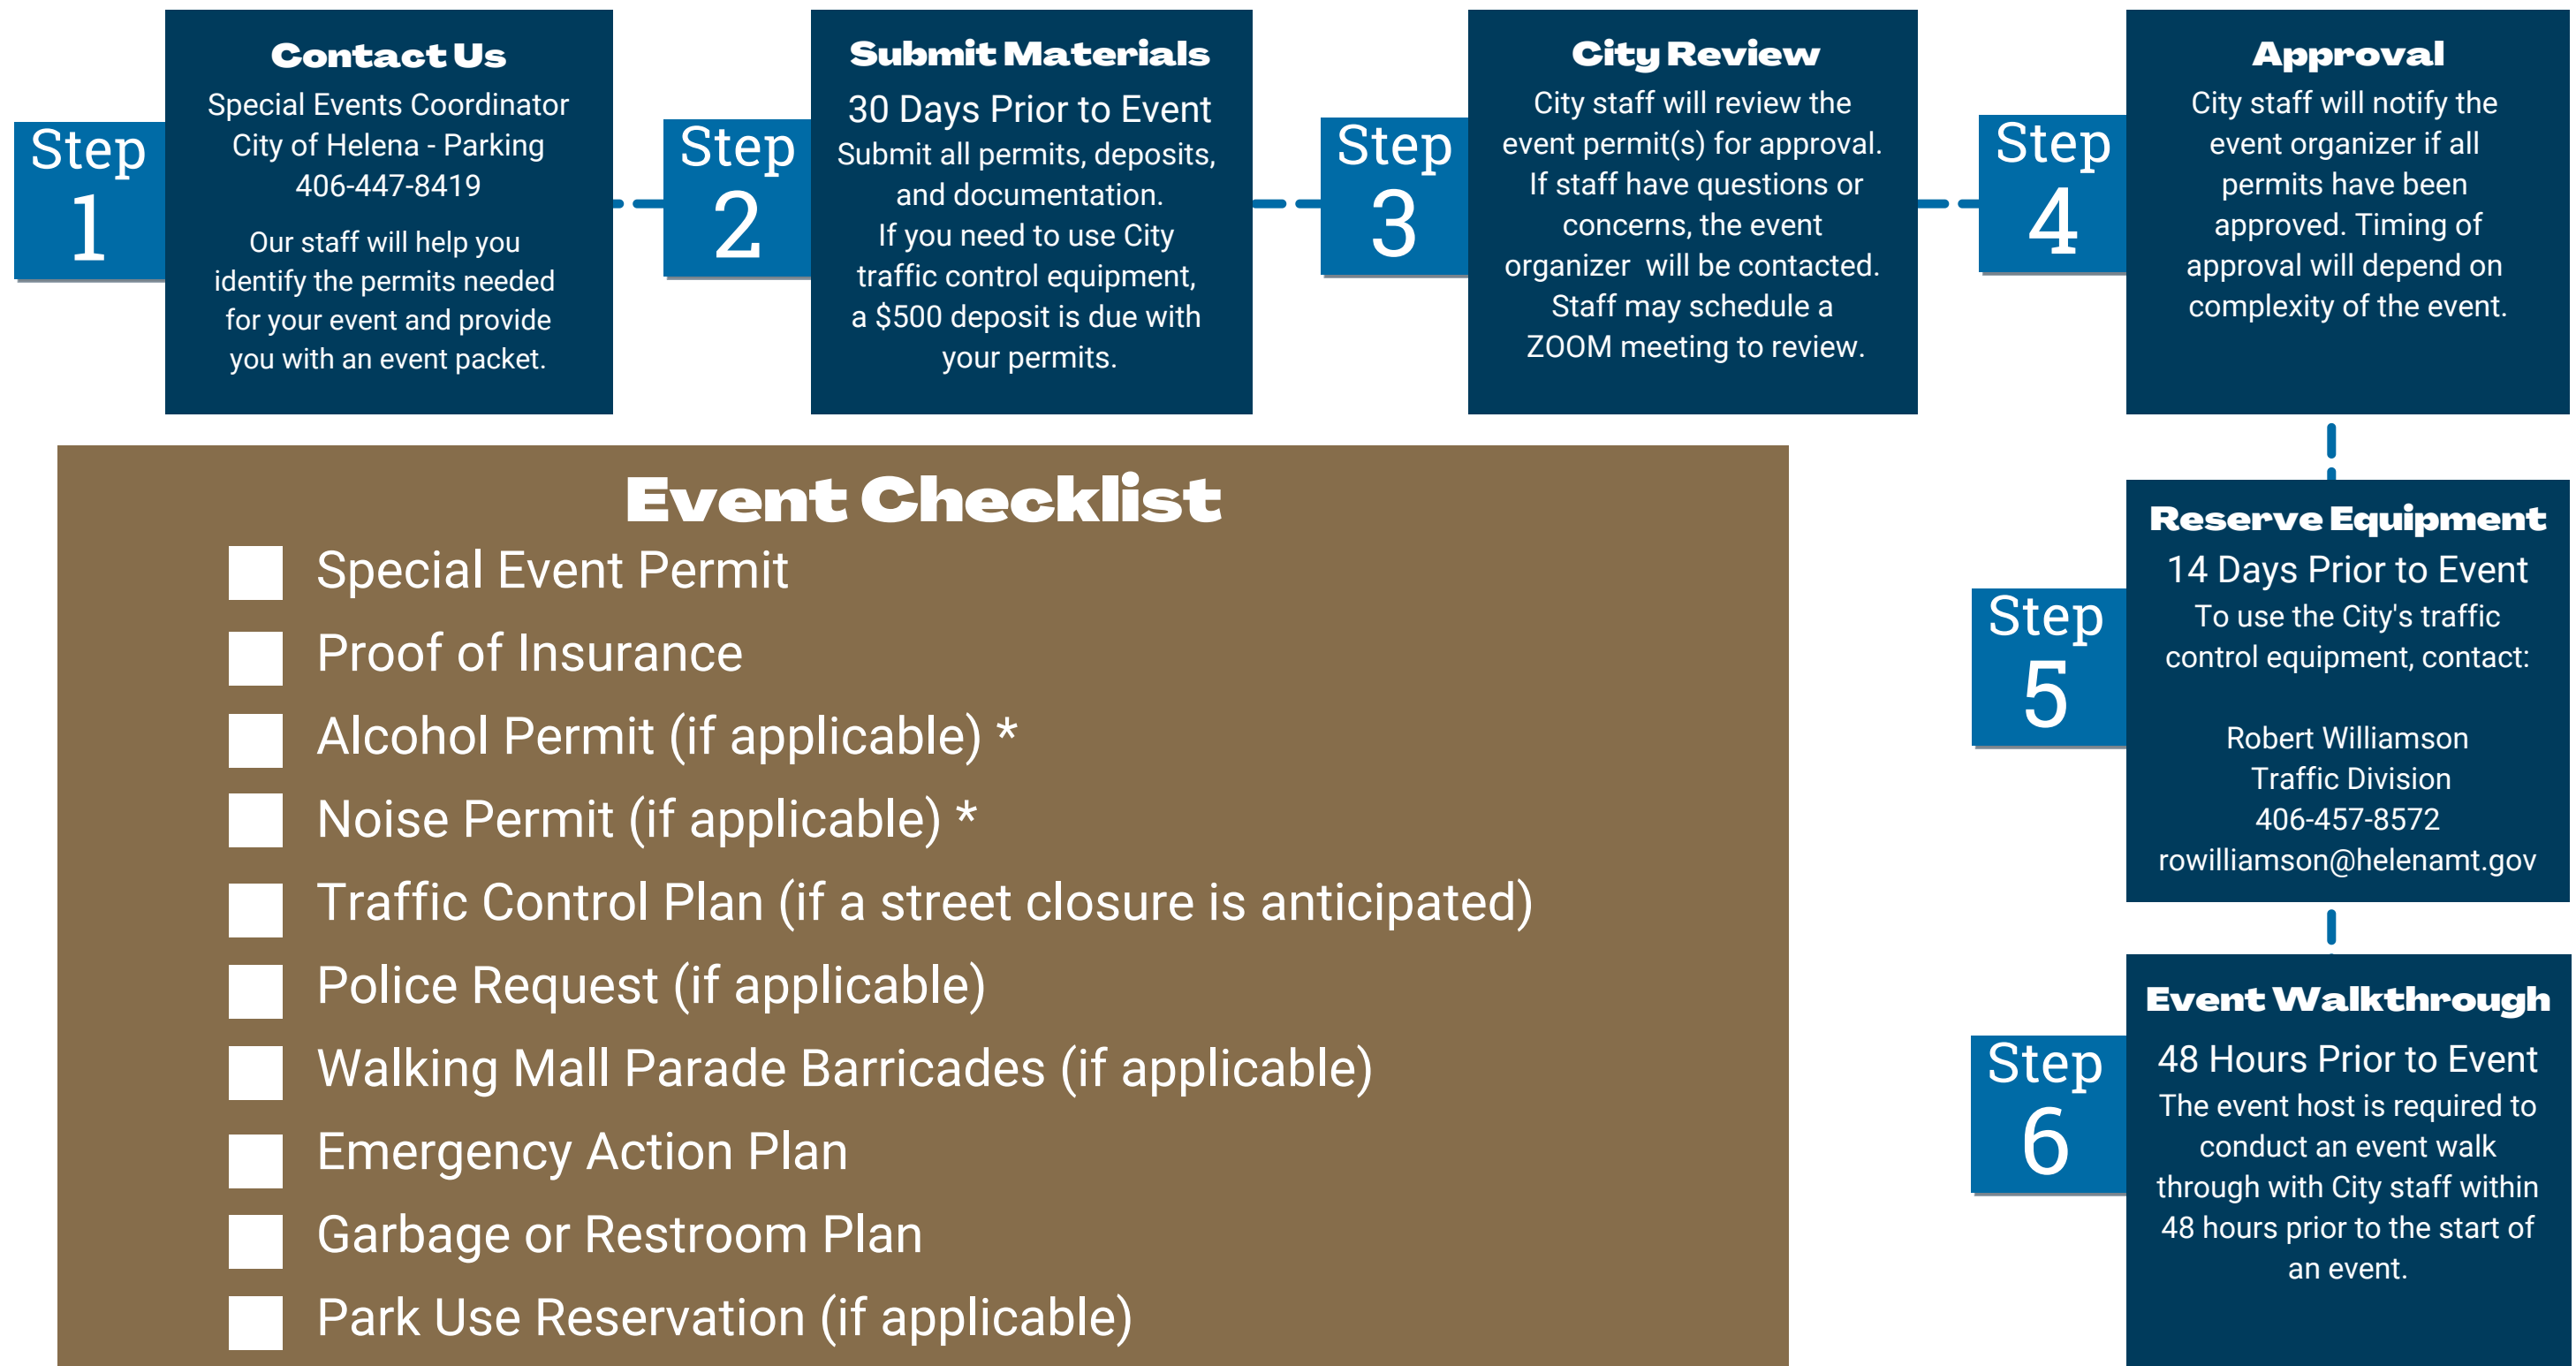 Step
1
Contact Us
Special Events Coordinator
City of Helena - Parking
406-447-8419
Our staff will help you
identify the permits needed
for your event and provide
you with an event packet.
Step
2
Submit Materials
30 Days Prior to Event
Submit all permits, deposits,
and documentation.
If you need to use City
traffic control equipment,
a $500 deposit is due with
your permits.
Step
3
City Review
City staff will review the
event permit(s) for approval.
If staff have questions or
concerns, the event
organizer  will be contacted.
Staff may schedule a
ZOOM meeting to review.
Step
4
Approval
City staff will notify the
event organizer if all
permits have been
approved. Timing of
approval will depend on
complexity of the event.
Step
5
Reserve Equipment
14 Days Prior to Event
To use the City's traffic
control equipment, contact:
Robert Williamson
Traffic Division
406-457-8572
rowilliamson@helenamt.gov
Step
6
Event Walkthrough
48 Hours Prior to Event
The event host is required to
conduct an event walk
through with City staff within
48 hours prior to the start of
an event.
Event Checklist
Special Event Permit
Proof of Insurance
Alcohol Permit (if applicable) *
Noise Permit (if applicable) *
Traffic Control Plan (if a street closure is anticipated)
Police Request (if applicable)
Walking Mall Parade Barricades (if applicable)
Emergency Action Plan
Garbage or Restroom Plan
Park Use Reservation (if applicable)